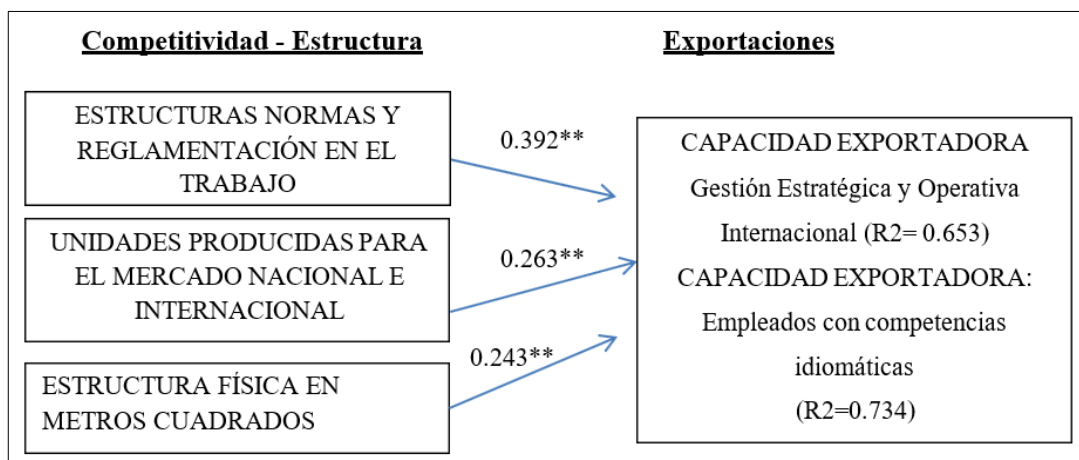 Competitividad - Estructura
Exportaciones
ESTRUCTURAS NORMAS Y
REGLAMENTACIÓN EN EL
TRABAJO
0.392**
UNIDADES PRODUCIDAS PARA
EL MERCADO NACIONAL E
INTERNACIONAL
0.263**
ESTRUCTURA FÍSICA EN
METROS CUADRADOS
0.243**
CAPACIDAD EXPORTADORA
Gestión Estratégica y Operativa
Internacional (R2= 0.653)
CAPACIDAD EXPORTADORA:
Empleados con competencias
idiomáticas
(R2=0.734)